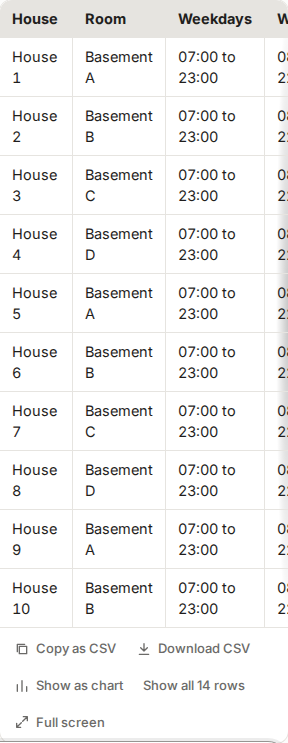 House Room Weekdays
House 1 Basement A 07:00 to 23:00
House 2 Basement B 07:00 to 23:00
House 3 Basement C 07:00 to 23:00
House 4 Basement D 07:00 to 23:00
House 5 Basement A 07:00 to 23:00
House 6 Basement B 07:00 to 23:00
House 7 Basement C 07:00 to 23:00
House 8 Basement D 07:00 to 23:00
House 9 Basement A 07:00 to 23:00
House 10 Basement B 07:00 to 23:00
Copy as CSV Download CSV
Show as chart Show all 14 rows
Full screen